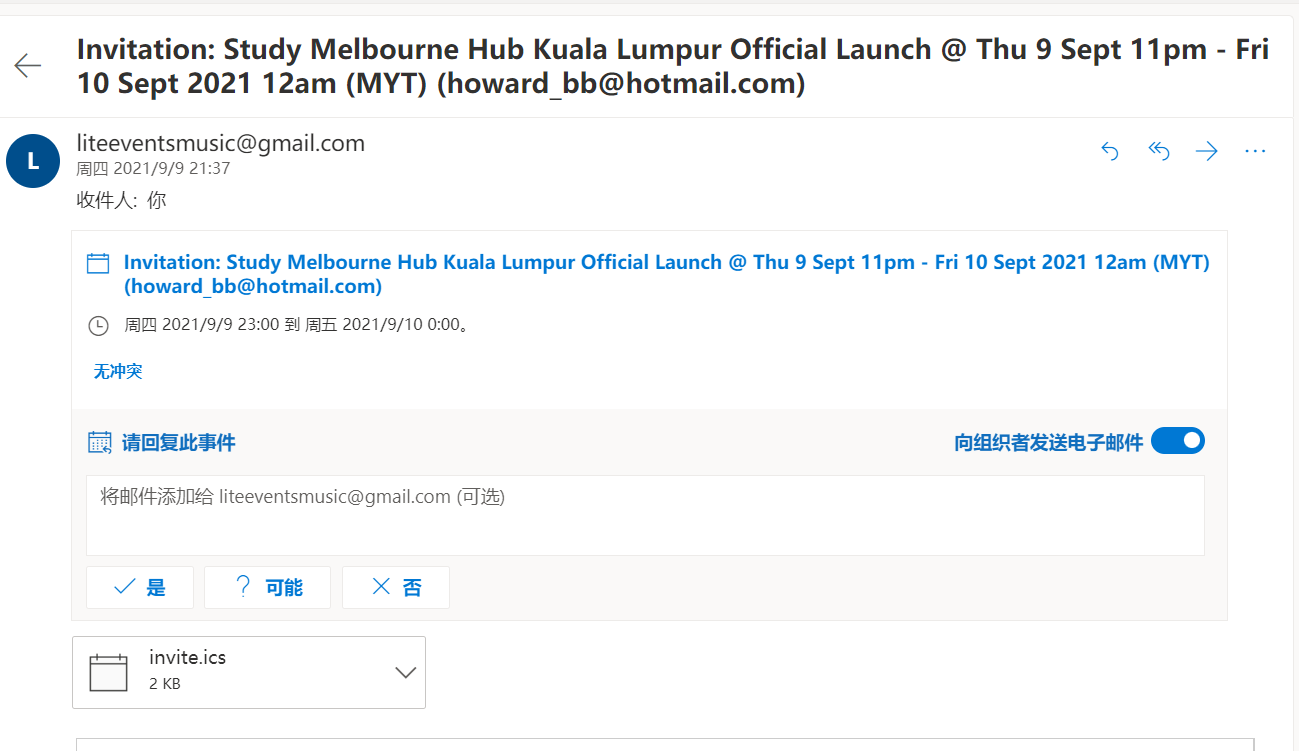 Invitation: Study Melbourne Hub Kuala Lumpur Official Launch @ Thu 9 Sept 11pm - Fri
10 Sept 2021 12am (MYT) (howard_bb@hotmail.com)
L
liteeventsmusic@gmail.com
周四 2021/9/9 21:37
收件人: 你
Invitation: Study Melbourne Hub Kuala Lumpur Official Launch @ Thu 9 Sept 11pm - Fri 10 Sept 2021 12am (MYT)
(howard_bb@hotmail.com)
周四 2021/9/9 23:00 到 周五 2021/9/10 0:00。
无冲突
请回复此事件
向组织者发送电子邮件
将邮件添加给 liteeventsmusic@gmail.com (可选)
是
可能
否
invite.ics
2 KB